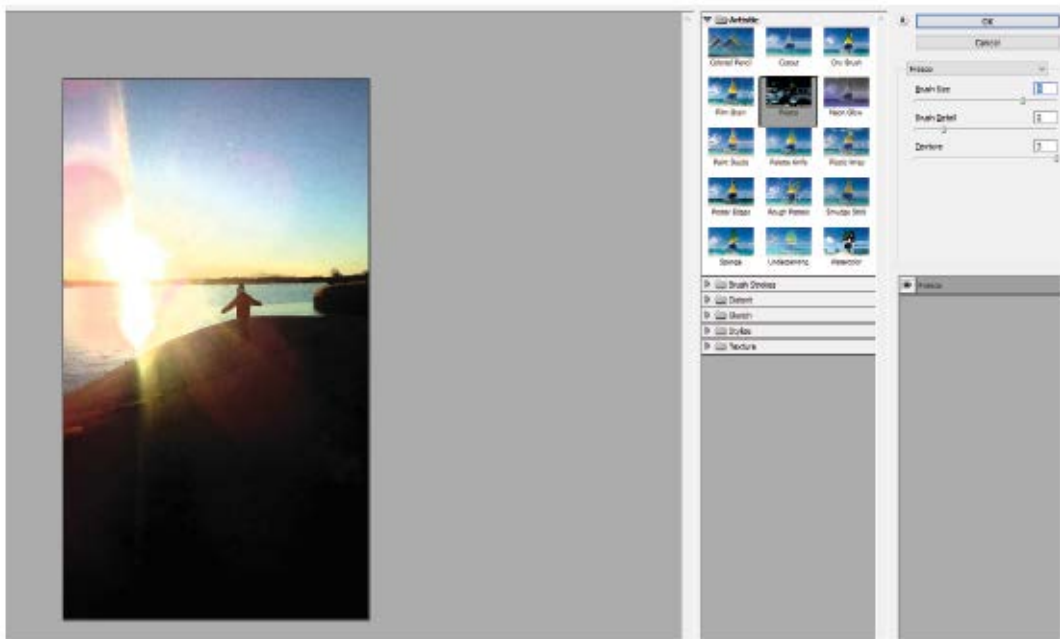 Artistic
Colored Pencil
Cutout
Dry Brush
Film Grain
Fresco
Neon Glow
Paint Daubs
Palette Knife
Plastic Wrap
Poster Edges
Rough Pastels
Smudge Stick
Sponge
Underpainting
Watercolor
Brush Strokes
Distort
Sketch
Stylize
Texture
OK
Cancel
Fresco
Brush Size
Brush Detail
Texture
3
Fresco